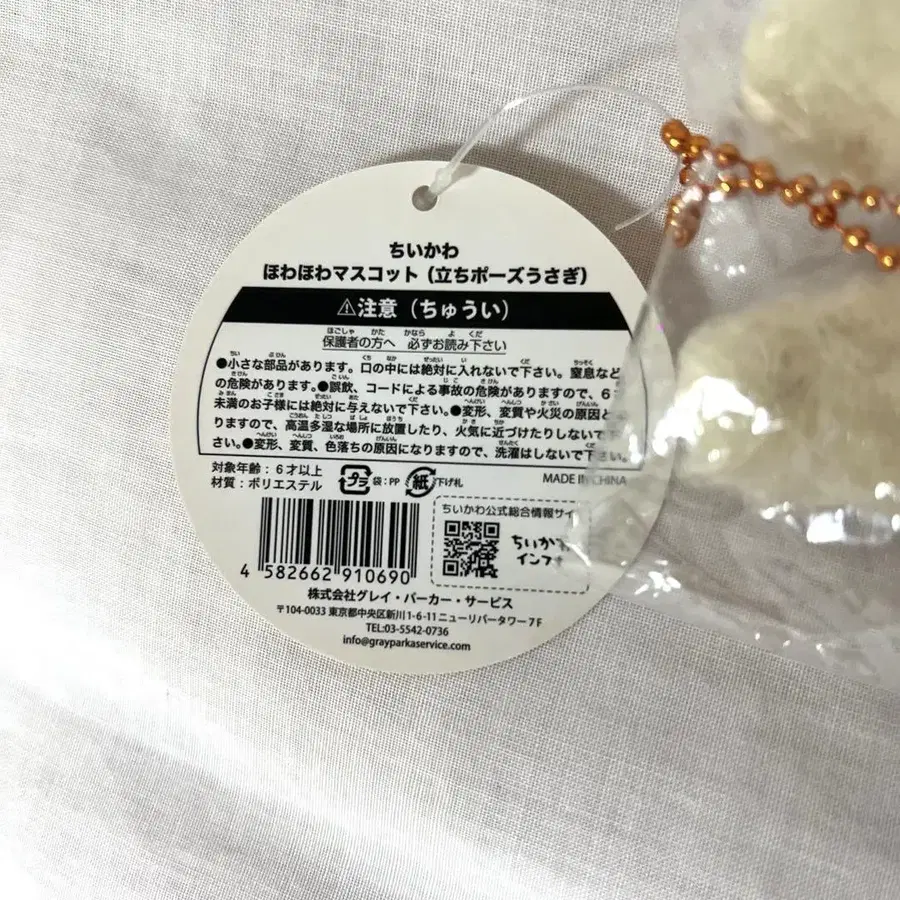 ちいかわ
ほわほわマスコット（立ちポーズうさぎ）
⚠注意（ちゅうい）
保護者の方へ 必ずお読み下さい
●小さな部品があります。口の中には絶対に入れないで下さい。窒息など
の危険があります。●誤飲、コードによる事故の危険がありますので、6才
未満のお子様には絶対に与えないで下さい。●変形、変質や火災の原因と
りますので、高温多湿な場所に放置したり、火気に近づけたりしないで
さい。●変形、変質、色落ちの原因になりますので、洗濯はしないで下さい。
対象年齢：6才以上
材質：ポリエステル
プラ 袋：PP 紙 下げ札
MADE IN CHINA
ちいかわ公式総合情報サイ
ちいかわ
インフォ
4 582662 910690
株式会社グレイ・パーカー・サービス
〒104-0033 東京都中央区新川1-6-11ニューリバータワー7F
TEL:03-5542-0736
info@grayparkaservice.com